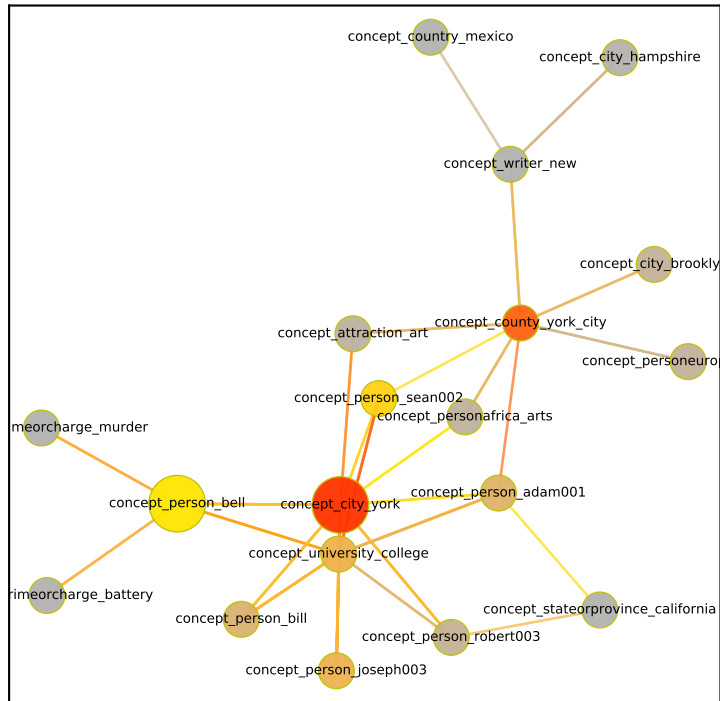 concept_country_mexico
concept_city_hampshire
concept_writer_new
concept_city_brookly
concept_county_york_city
concept_attraction_art
concept_personeurop
concept_person_sean002
concept_personafrica_arts
meorcharge_murder
concept_person_adam001
concept_person_bell
concept_city_york
concept_university_college
rimeorcharge_battery
concept_stateorprovince_california
concept_person_bill
concept_person_robert003
concept_person_joseph003